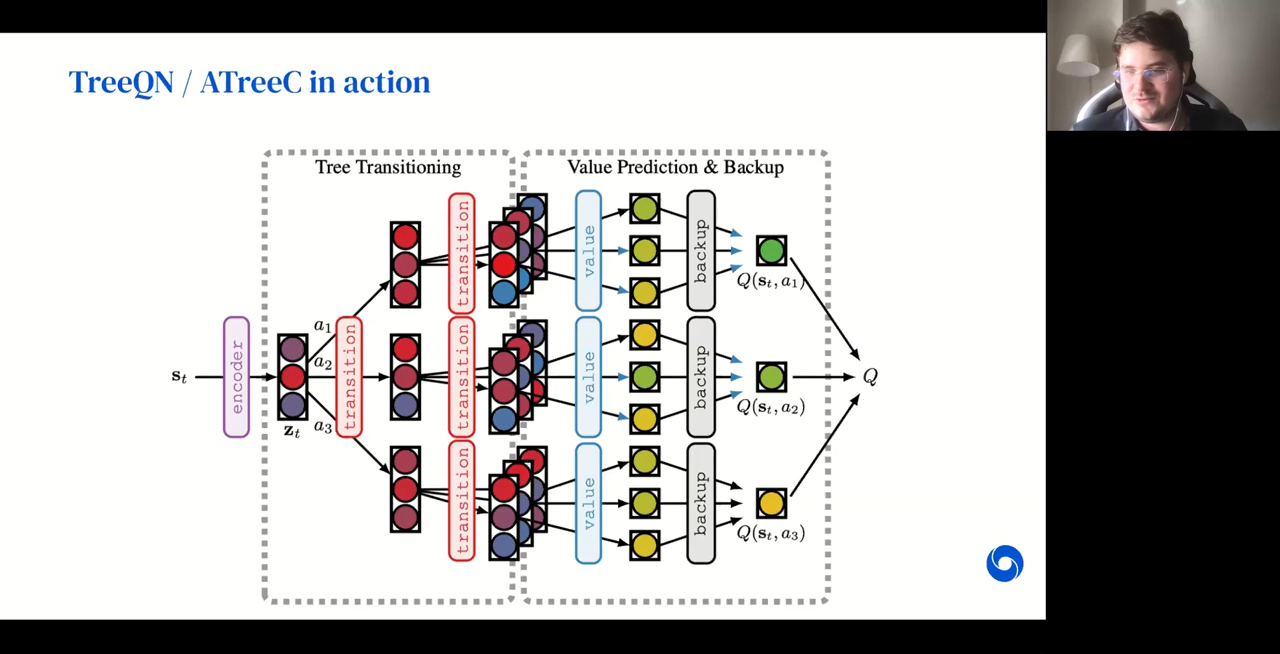 TreeQN / ATreeC in action
Tree Transitioning
Value Prediction & Backup
s_t
encoder
z_t
a_1
a_2
a_3
transition
transition
transition
transition
value
value
value
backup
backup
backup
Q(s_t, a_1)
Q(s_t, a_2)
Q(s_t, a_3)
Q